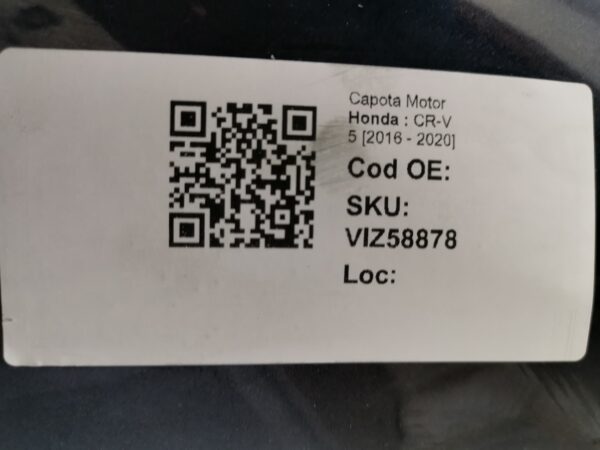 Capota Motor
Honda : CR-V
5 [2016 - 2020]
Cod OE:
SKU:
VIZ58878
Loc: